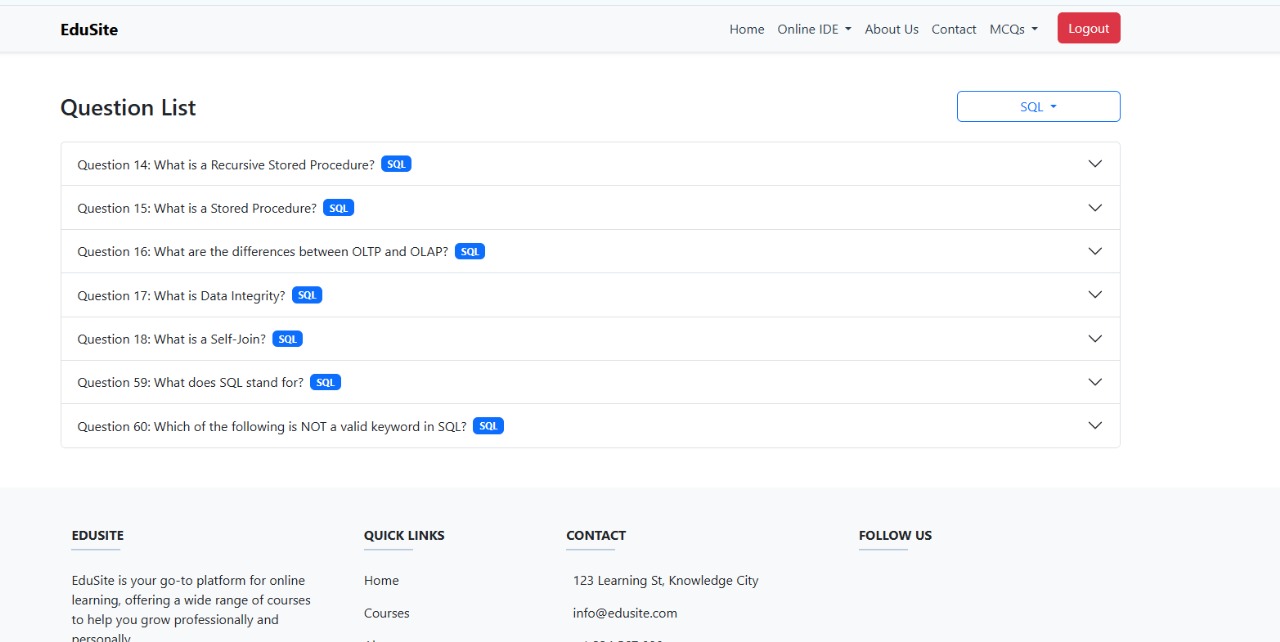 EduSite
Home Online IDE About Us Contact MCQs Logout
Question List
SQL
Question 14: What is a Recursive Stored Procedure? SQL
Question 15: What is a Stored Procedure? SQL
Question 16: What are the differences between OLTP and OLAP? SQL
Question 17: What is Data Integrity? SQL
Question 18: What is a Self-Join? SQL
Question 59: What does SQL stand for? SQL
Question 60: Which of the following is NOT a valid keyword in SQL? SQL
EDUSITE
EduSite is your go-to platform for online
learning, offering a wide range of courses
to help you grow professionally and
personally.
QUICK LINKS
Home
Courses
CONTACT
123 Learning St, Knowledge City
info@edusite.com
FOLLOW US